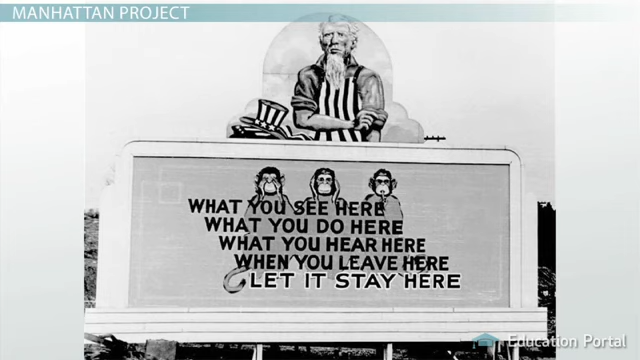 MANHATTAN PROJECT
WHAT YOU SEE HERE
WHAT YOU DO HERE
WHAT YOU HEAR HERE
WHEN YOU LEAVE HERE
LET IT STAY HERE
Education Portal